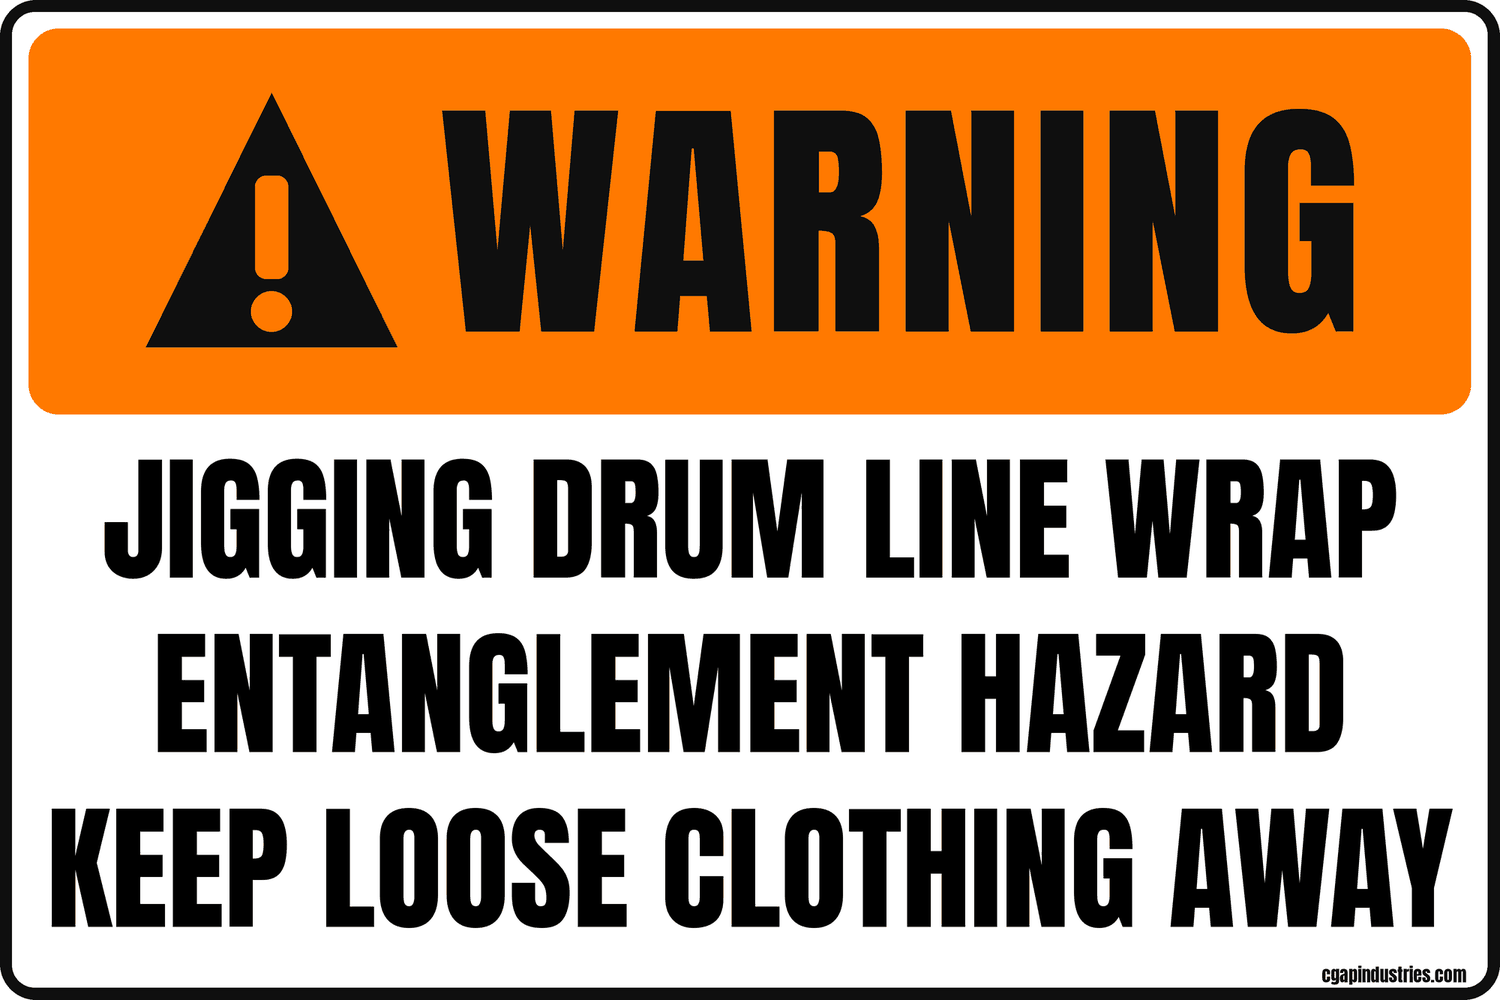 WARNING
JIGGING DRUM LINE WRAP
ENTANGLEMENT HAZARD
KEEP LOOSE CLOTHING AWAY
cgapindustries.com